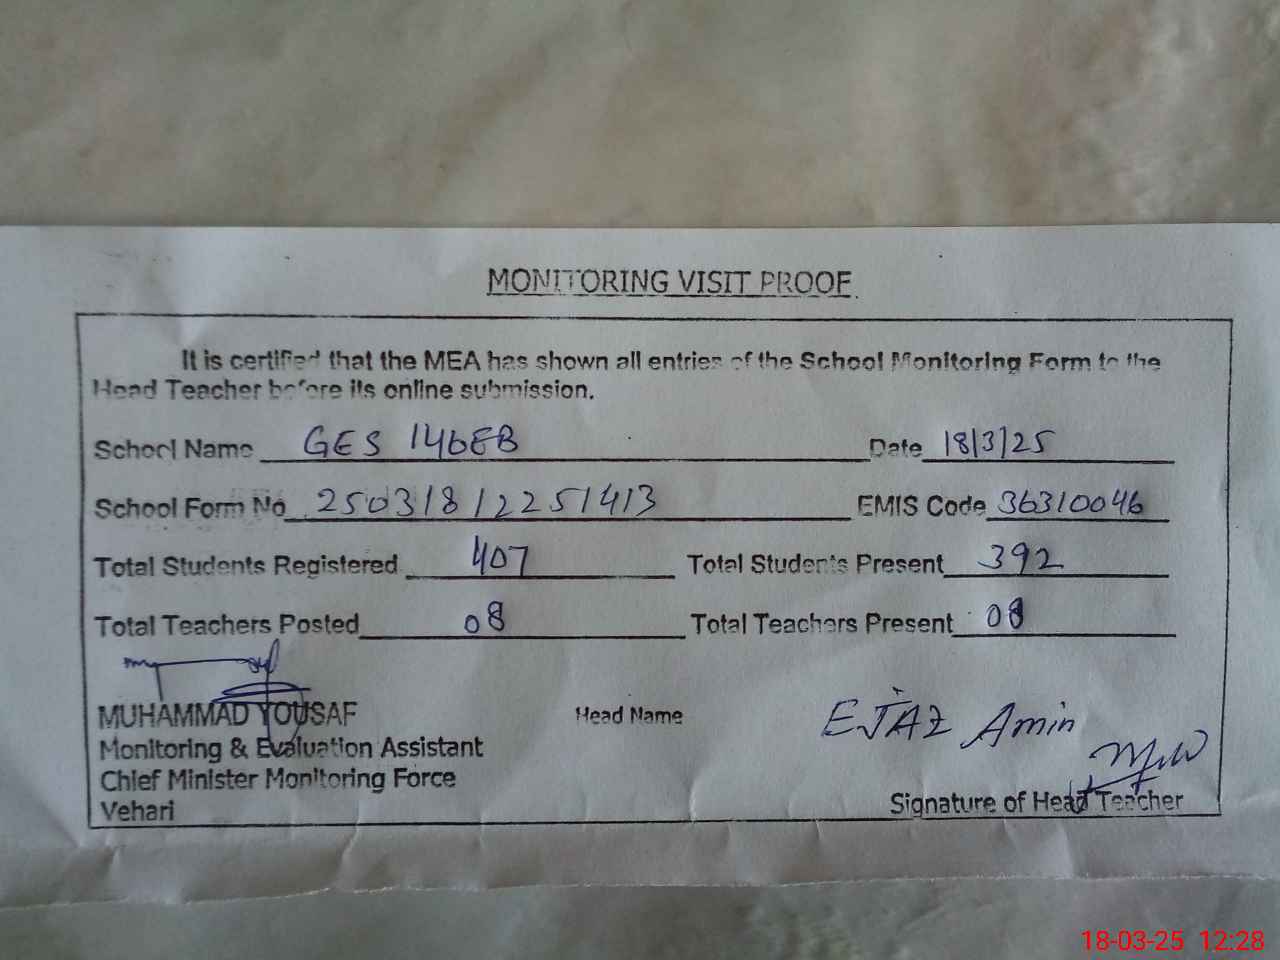 MONITORING VISIT PROOF
It is certified that the MEA has shown all entries of the School Monitoring Form to the
Head Teacher before its online submission.
School Name GES 146EB Date 18/3/25
School Form No 250318122514/3 EMIS Code 36310046
Total Students Registered 407 Total Students Present 392
Total Teachers Posted 08 Total Teachers Present 08
MUHAMMAD YOUSAF Head Name EJAZ Amin
Monitoring & Evaluation Assistant
Chief Minister Monitoring Force
Vehari Signature of Head Teacher
18-03-25 12:28